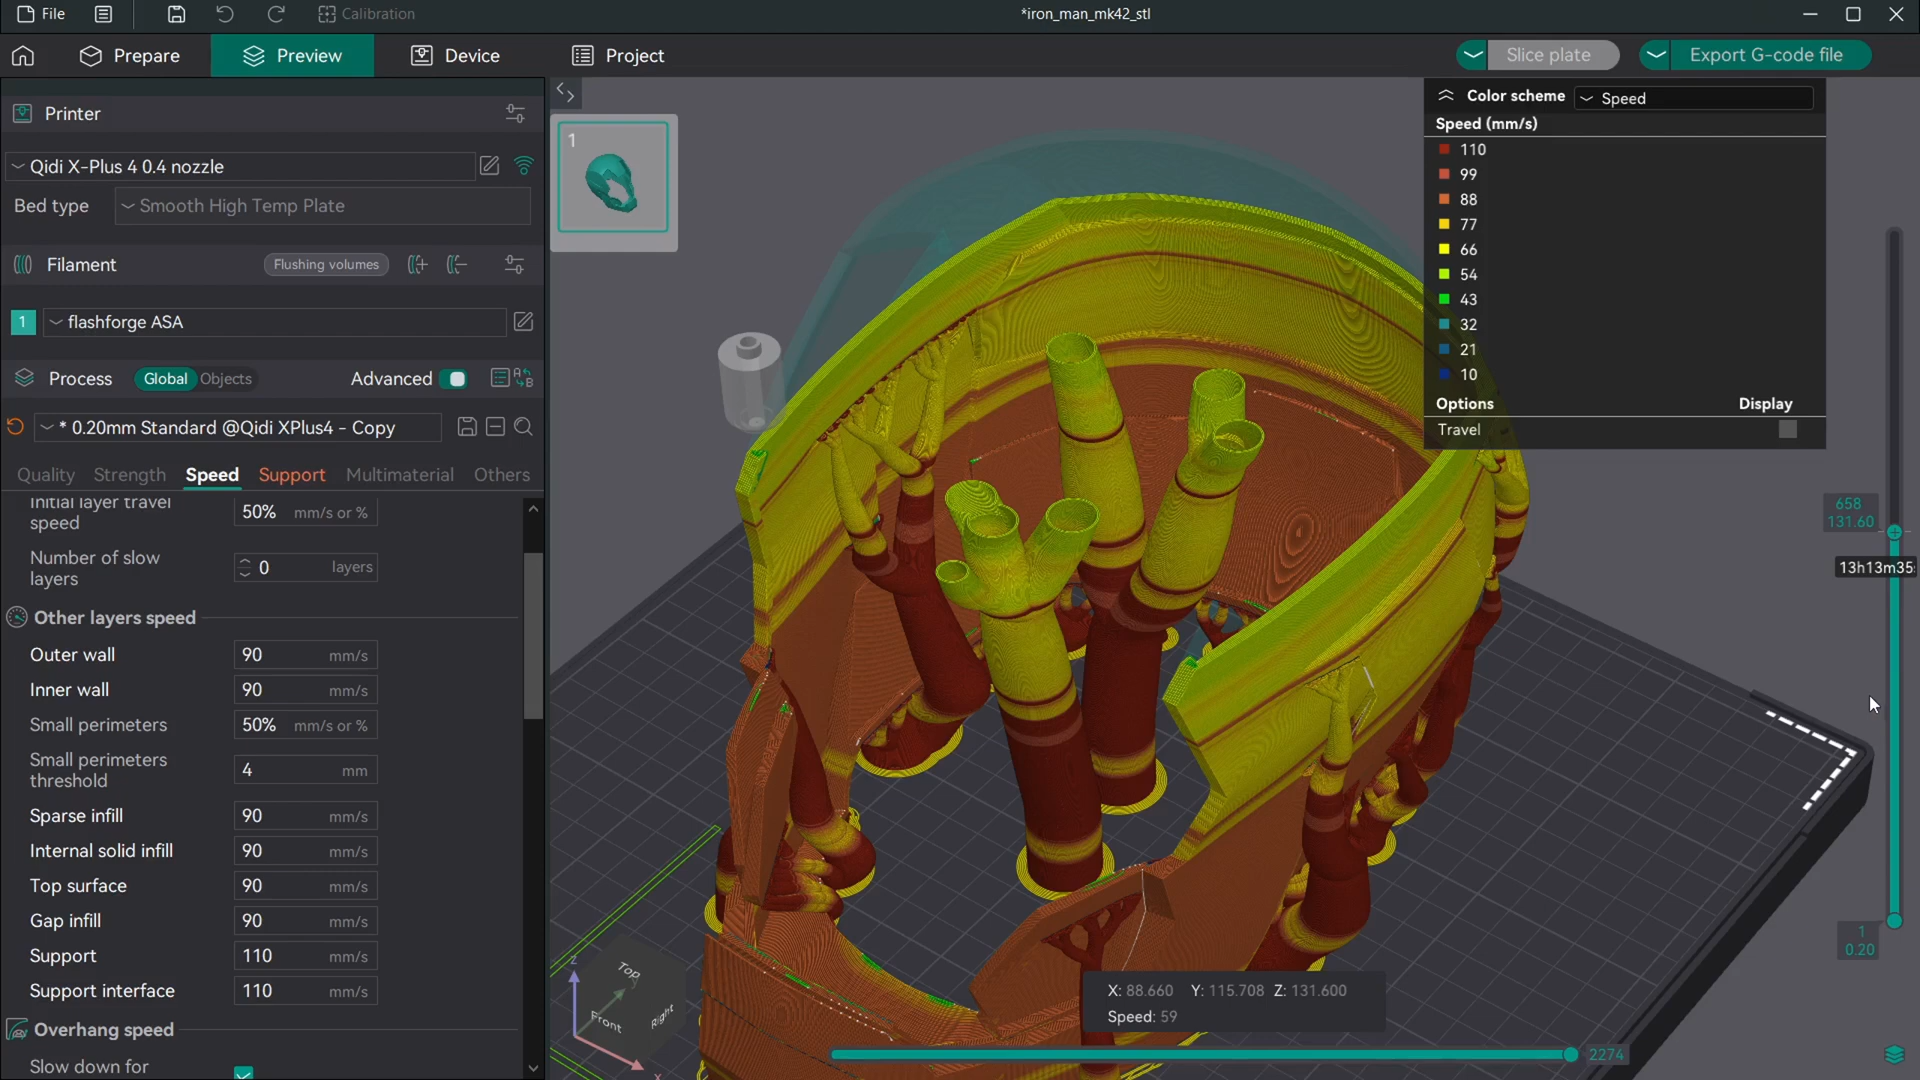 File
Calibration
*iron_man_mk42_stl
Prepare
Preview
Device
Project
Slice plate
Export G-code file
Printer
Qidi X-Plus 4 0.4 nozzle
Bed type
Smooth High Temp Plate
Filament
Flushing volumes
1
flashforge ASA
Process
Global
Objects
Advanced
* 0.20mm Standard @Qidi XPlus4 - Copy
Quality
Strength
Speed
Support
Multimaterial
Others
Initial layer travel
speed
50% mm/s or %
Number of slow
layers
0 layers
Other layers speed
Outer wall 90 mm/s
Inner wall 90 mm/s
Small perimeters 50% mm/s or %
Small perimeters
threshold
4 mm
Sparse infill 90 mm/s
Internal solid infill 90 mm/s
Top surface 90 mm/s
Gap infill 90 mm/s
Support 110 mm/s
Support interface 110 mm/s
Overhang speed
Slow down for
1
Color scheme
Speed
Speed (mm/s)
110
99
88
77
66
54
43
32
21
10
Options
Display
Travel
658
131.60
13h13m35s
1
0.20
X: 88.660 Y: 115.708 Z: 131.600
Speed: 59
2274
Top
Front
Right
z
y
x